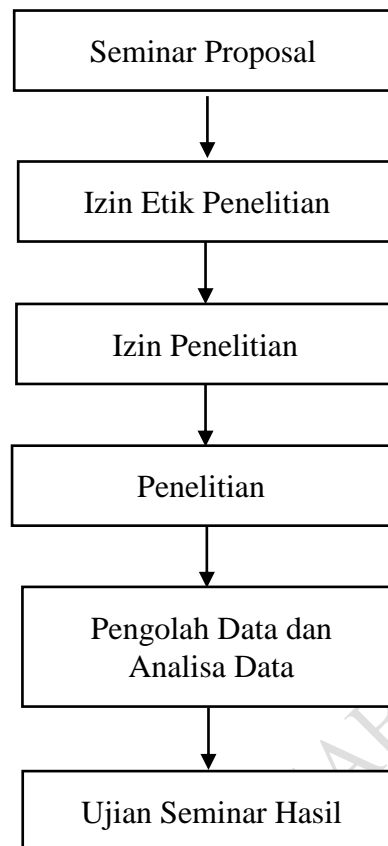 Seminar Proposal
Izin Etik Penelitian
Izin Penelitian
Penelitian
Pengolah Data dan
Analisa Data
Ujian Seminar Hasil